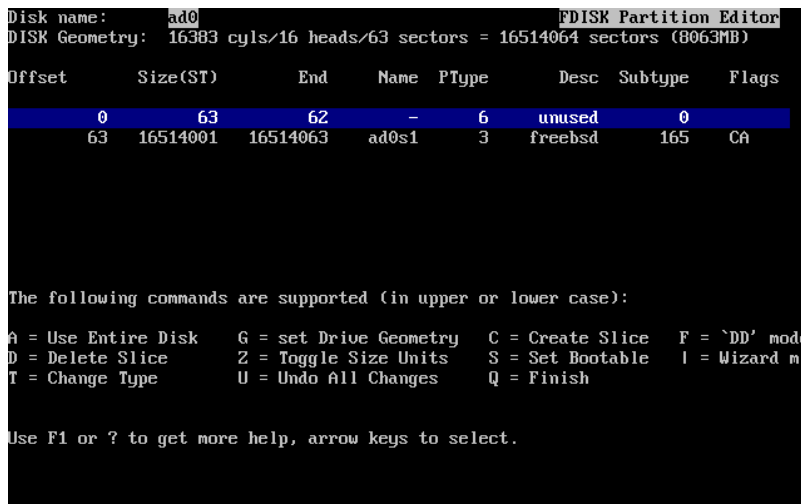 Disk name: ad0 FDISK Partition Editor
DISK Geometry: 16383 cyls/16 heads/63 sectors = 16514064 sectors (8063MB)
Offset Size(ST) End Name PType Desc Subtype Flags
0 63 62 - 6 unused 0
63 16514001 16514063 ad0s1 3 freebsd 165 CA
The following commands are supported (in upper or lower case):
A = Use Entire Disk G = set Drive Geometry C = Create Slice F = `DD' mod
D = Delete Slice Z = Toggle Size Units S = Set Bootable | = Wizard m
T = Change Type U = Undo All Changes Q = Finish
Use F1 or ? to get more help, arrow keys to select.